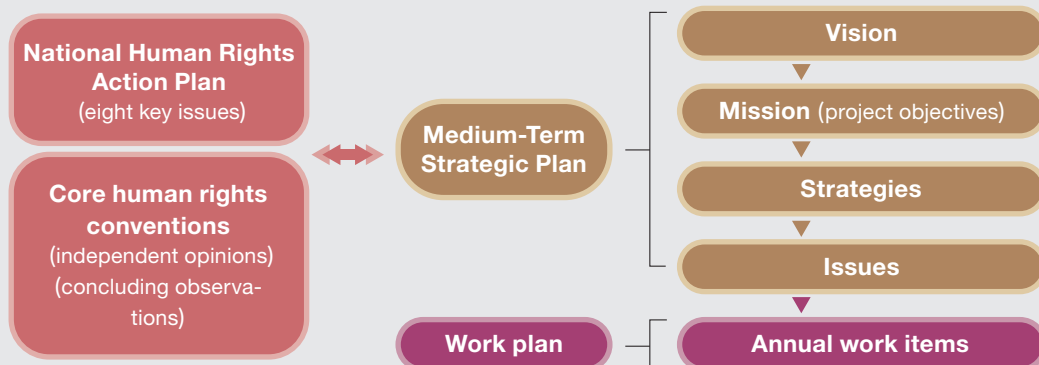 National Human Rights
Action Plan
(eight key issues)
Core human rights
conventions
(independent opinions)
(concluding observa-
tions)
Medium-Term
Strategic Plan
Vision
Mission (project objectives)
Strategies
Issues
Work plan
Annual work items